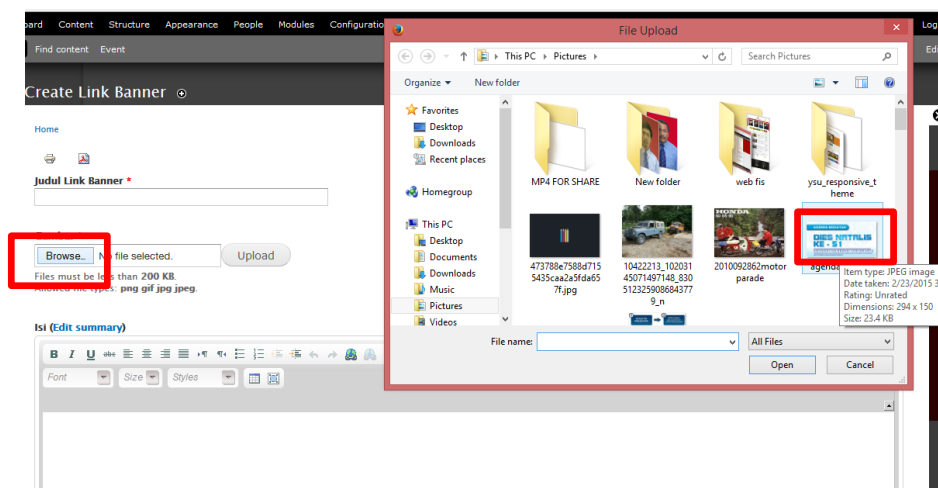 Content Structure Appearance People Modules
Find content Event
Create Link Banner
Home
Judul Link Banner *
Browse.. No file selected. Upload
Files must be less than 200 KB.
Allowed file types: png gif jpg jpeg.
Isi (Edit summary)
B I U abc
Font Size Styles
File Upload
This PC Pictures
Search Pictures
Organize New folder
Favorites
Desktop
Downloads
Recent places
Homegroup
This PC
Desktop
Documents
Downloads
Music
Pictures
Videos
MP4 FOR SHARE
New folder
web fis
ysu_responsive_t
heme
473788e7588d715
5435caa2a5fda65
7f.jpg
10422213_102031
45071497148_830
512325908684377
9_n
HONDA
2010092862motor
parade
DIES NATALIS
KE - 51
Item type: JPEG image
Date taken: 2/23/2015 3
Rating: Unrated
Dimensions: 294 x 150
Size: 23.4 KB
File name:
All Files
Open Cancel